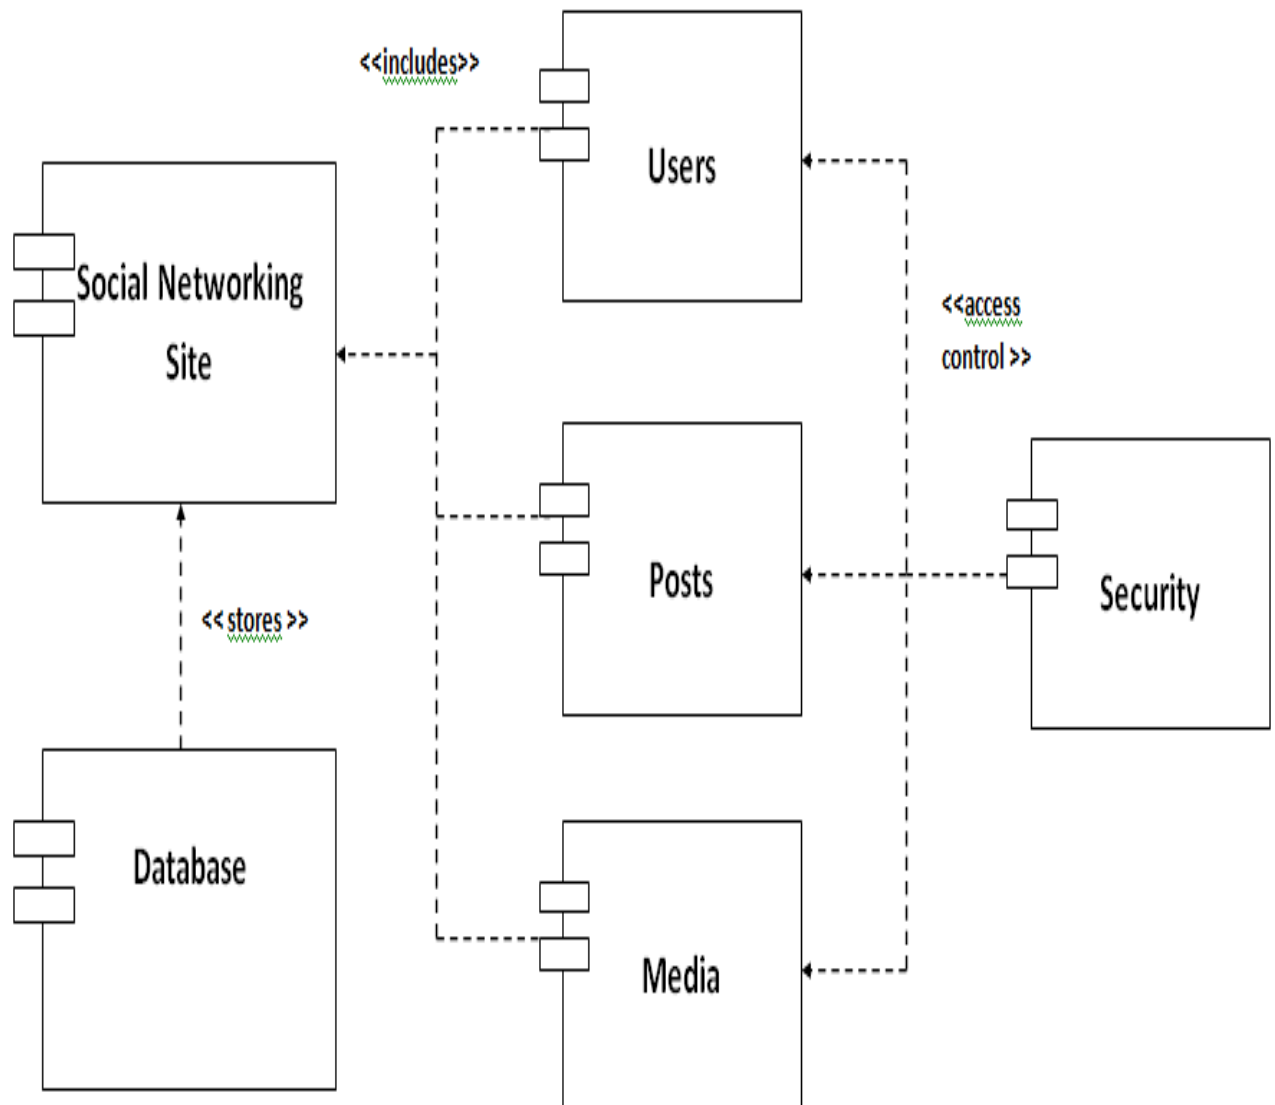 <<includes>>
Users
Social Networking
Site
<<access
control >>
Posts
Security
<< stores >>
Database
Media